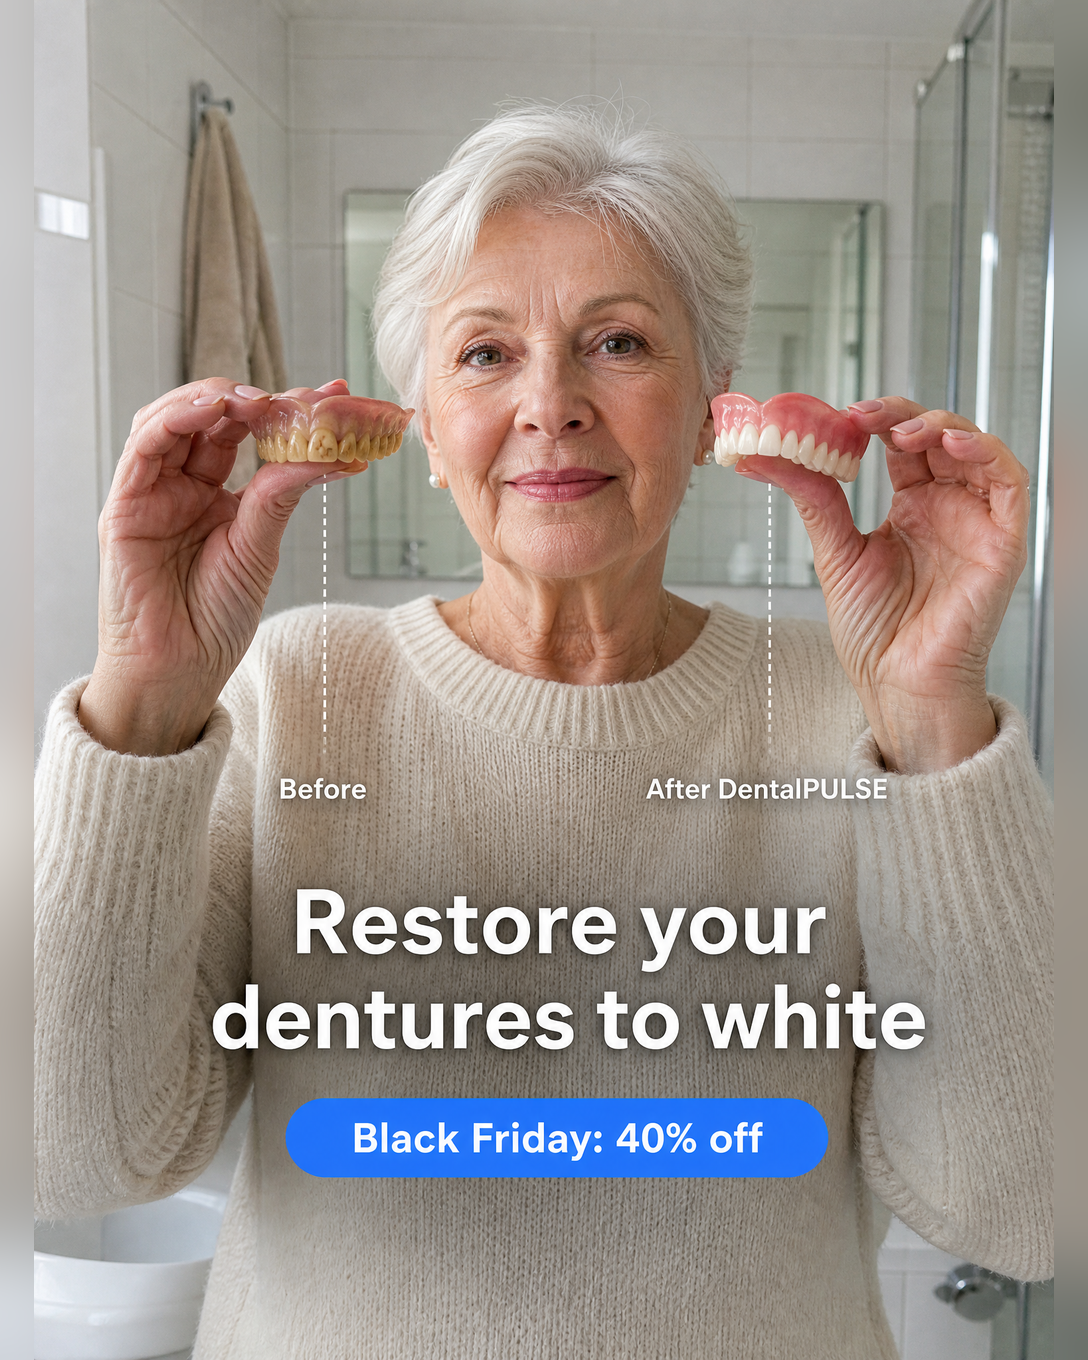 Before
After DentalPULSE
Restore your
dentures to white
Black Friday: 40% off